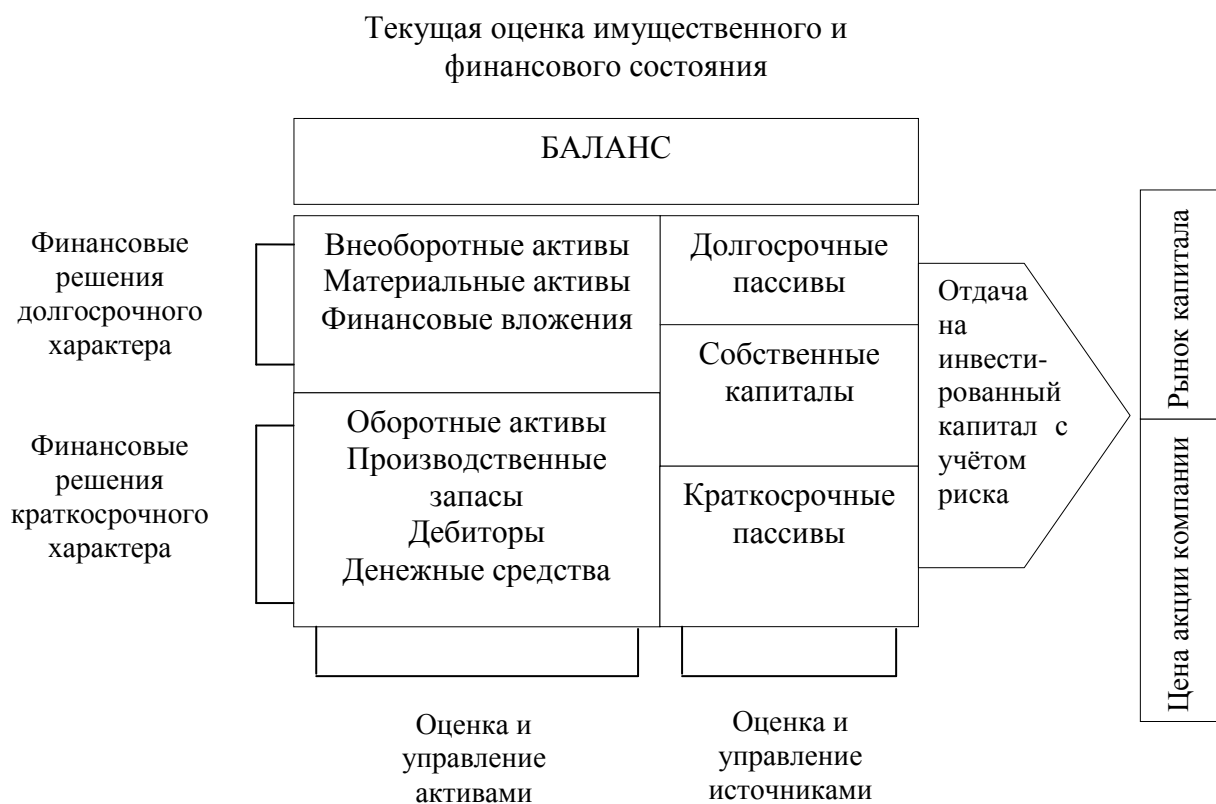 Текущая оценка имущественного и
финансового состояния
БАЛАНС
Финансовые
решения
долгосрочного
характера
Внеоборотные активы
Материальные активы
Финансовые вложения
Долгосрочные
пассивы
Собственные
капиталы
Финансовые
решения
краткосрочного
характера
Оборотные активы
Производственные
запасы
Дебиторы
Денежные средства
Краткосрочные
пассивы
Отдача
на
инвести-
рованный
капитал с
учётом
риска
Рынок капитала
Цена акции компании
Оценка и
управление
активами
Оценка и
управление
источниками